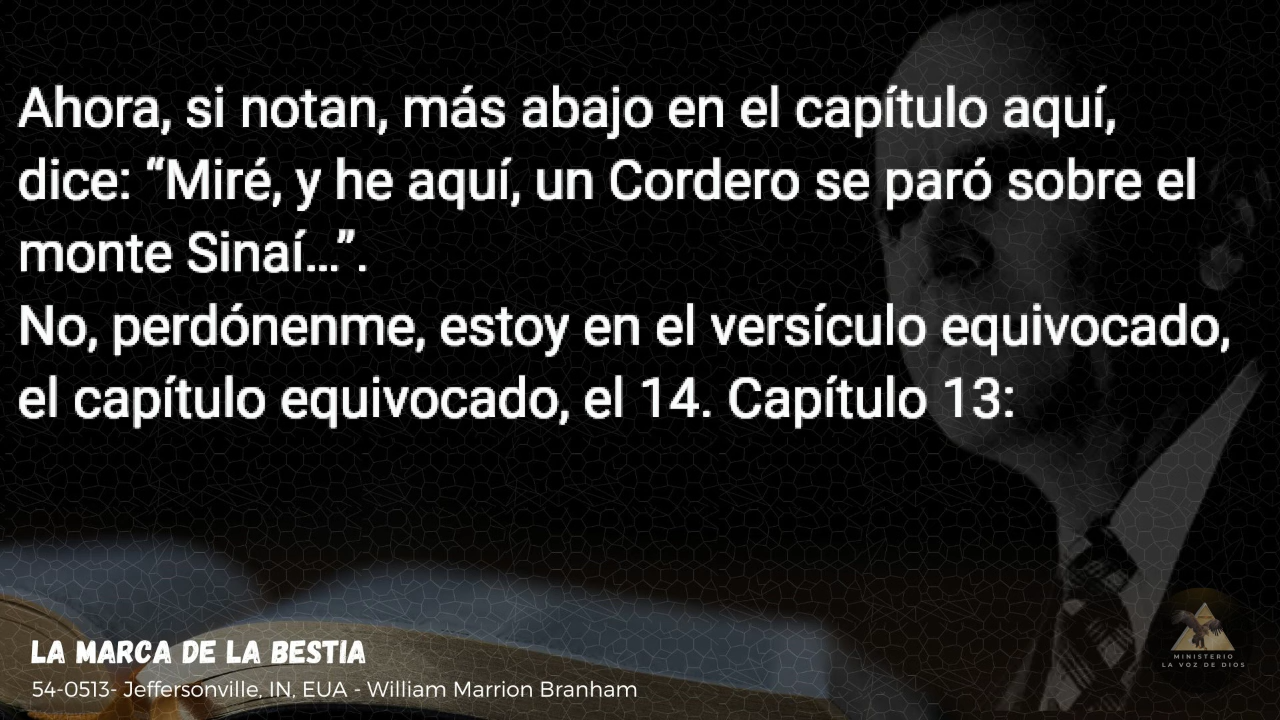 Ahora, si notan, más abajo en el capítulo aquí,
dice: “Miré, y he aquí, un Cordero se paró sobre el
monte Sinaí...”.
No, perdónenme, estoy en el versículo equivocado,
el capítulo equivocado, el 14. Capítulo 13:
LA MARCA DE LA BESTIA
54-0513- Jeffersonville, IN, EUA - William Marrion Branham
MINISTERIO
LA VOZ DE DIOS